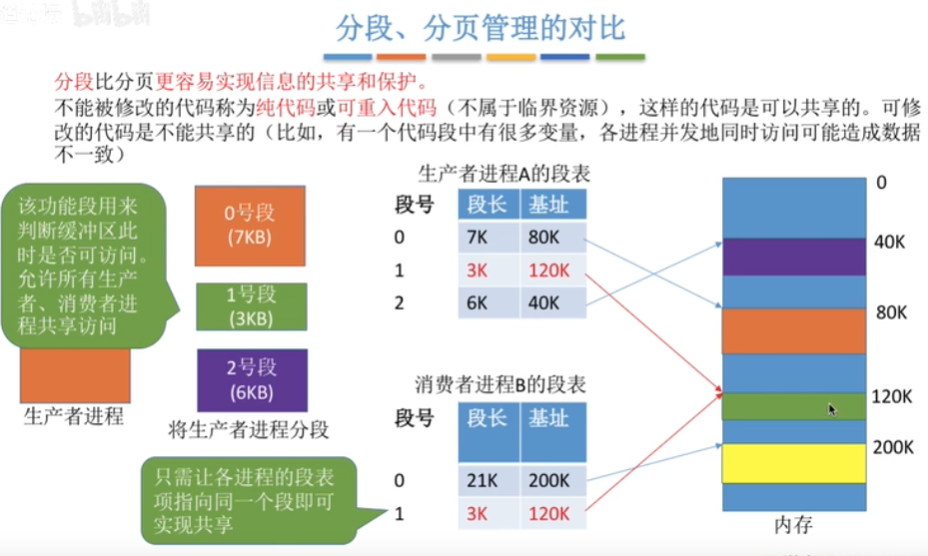 分段、分页管理的对比
分段比分页更容易实现信息的共享和保护。
不能被修改的代码称为纯代码或可重入代码（不属于临界资源），这样的代码是可以共享的。可修
改的代码是不能共享的（比如，有一个代码段中有很多变量，各进程并发地同时访问可能造成数据
不一致）
该功能段用来
判断缓冲区此
时是否可访问。
允许所有生产
者、消费者进
程共享访问
生产者进程
0号段
(7KB)
1号段
(3KB)
2号段
(6KB)
将生产者进程分段
只需让各进程的段表
项指向同一个段即可
实现共享
生产者进程A的段表
段号 段长 基址
0 7K 80K
1 3K 120K
2 6K 40K
消费者进程B的段表
段号 段长 基址
0 21K 200K
1 3K 120K
0
40K
80K
120K
200K
内存